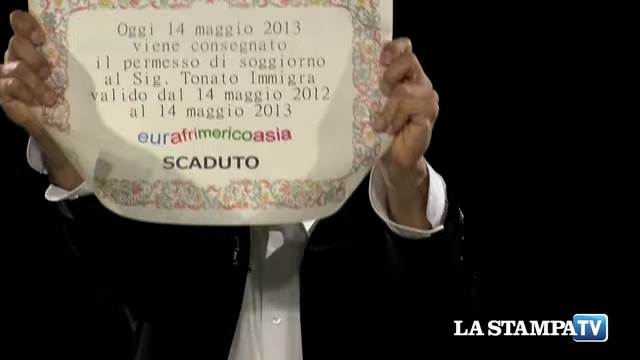 Oggi 14 maggio 2013
viene consegnato
il permesso di soggiorno
al Sig. Tonato Immigra
valido dal 14 maggio 2012
al 14 maggio 2013
eurafrimericoasia
SCADUTO
LA STAMPA TV